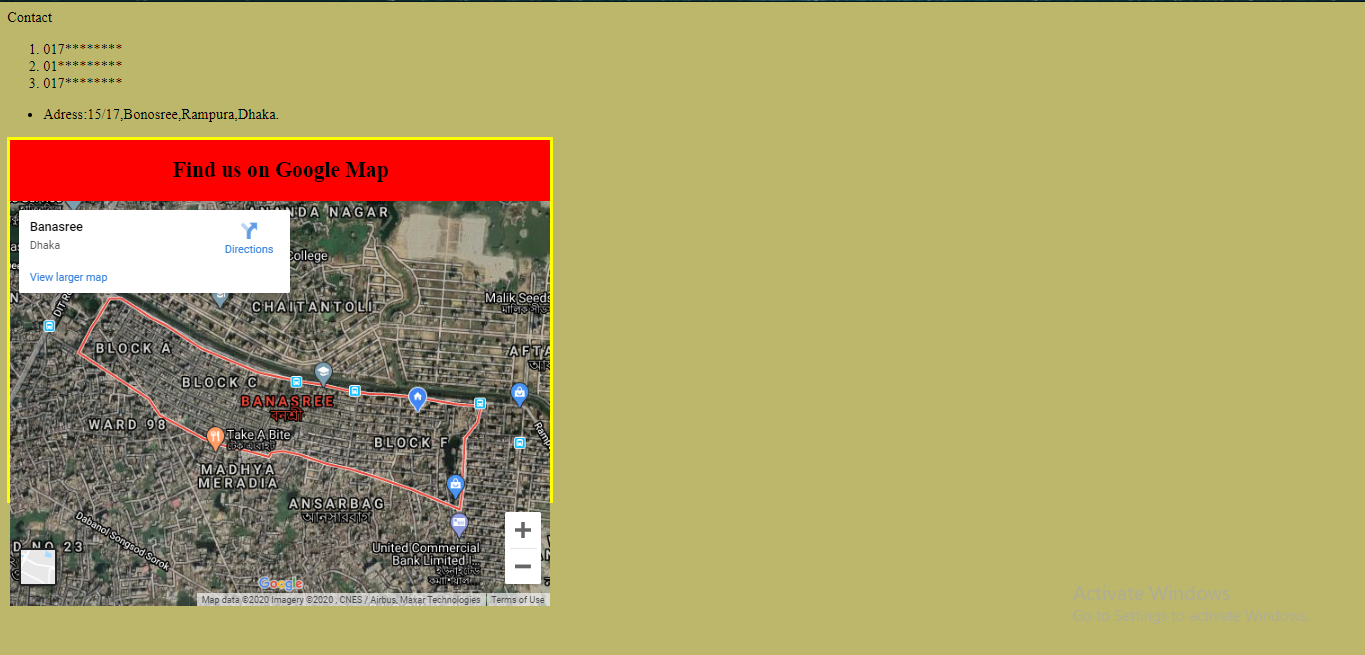 Contact
1. 017********
2. 01*********
3. 017********
• Adress:15/17,Bonosree,Rampura,Dhaka.
Find us on Google Map
Banasree
Dhaka
Directions
View larger map
NDA NAGAR
College
CHAITANTOLI
Malik Seeds
DIT R
BLOCK A
AFTA
BLOCK C
BANASREE
বনশ্রী
WARD 98
Take A Bite
টেক আ বাইট
BLOCK F
MADHYA
MERADIA
ANSARBAG
আনসারবাগ
Dabanol Songsod Sorok
D NO 23
United Commercial
Bank Limited |...
Google
Map data ©2020 Imagery ©2020 , CNES / Airbus, Maxar Technologies
Terms of Use
Activate Windows
Go to Settings to activate Windows.